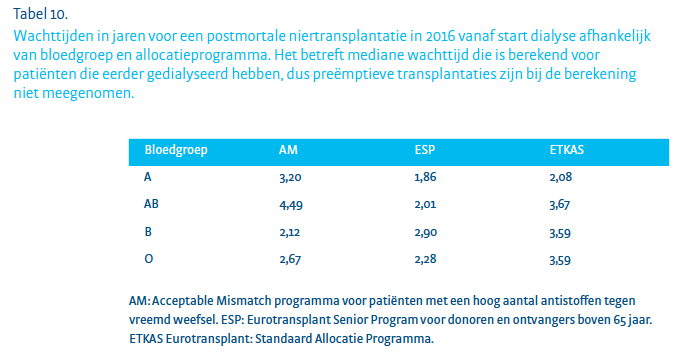 Tabel 10.
Wachttijden in jaren voor een postmortale niertransplantatie in 2016 vanaf start dialyse afhankelijk
van bloedgroep en allocatieprogramma. Het betreft mediane wachttijd die is berekend voor
patiënten die eerder gedialyseerd hebben, dus preëmptieve transplantaties zijn bij de berekening
niet meegenomen.
Bloedgroep AM ESP ETKAS
A 3,20 1,86 2,08
AB 4,49 2,01 3,67
B 2,12 2,90 3,59
O 2,67 2,28 3,59
AM: Acceptable Mismatch programma voor patiënten met een hoog aantal antistoffen tegen
vreemd weefsel. ESP: Eurotransplant Senior Program voor donoren en ontvangers boven 65 jaar.
ETKAS Eurotransplant: Standaard Allocatie Programma.